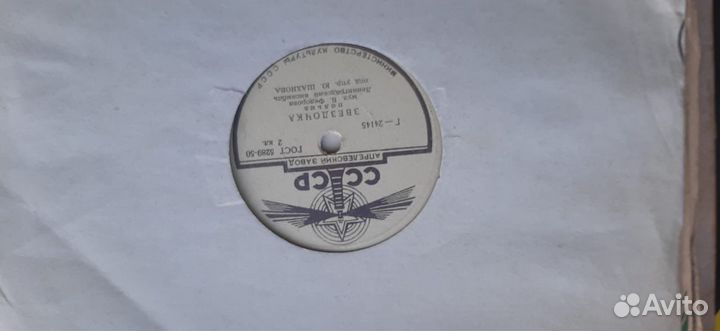 СССР
АПРЕЛЕВСКИЙ ЗАВОД
ГОСТ 5289-50
2 кл.
Г—24145
ЗВЕЗДОЧКА
полька
муз. В. Федорова
Ленинградский ансамбль
под упр. Ю. ШАХНОВА
МИНИСТЕРСТВО КУЛЬТУРЫ СССР
Avito